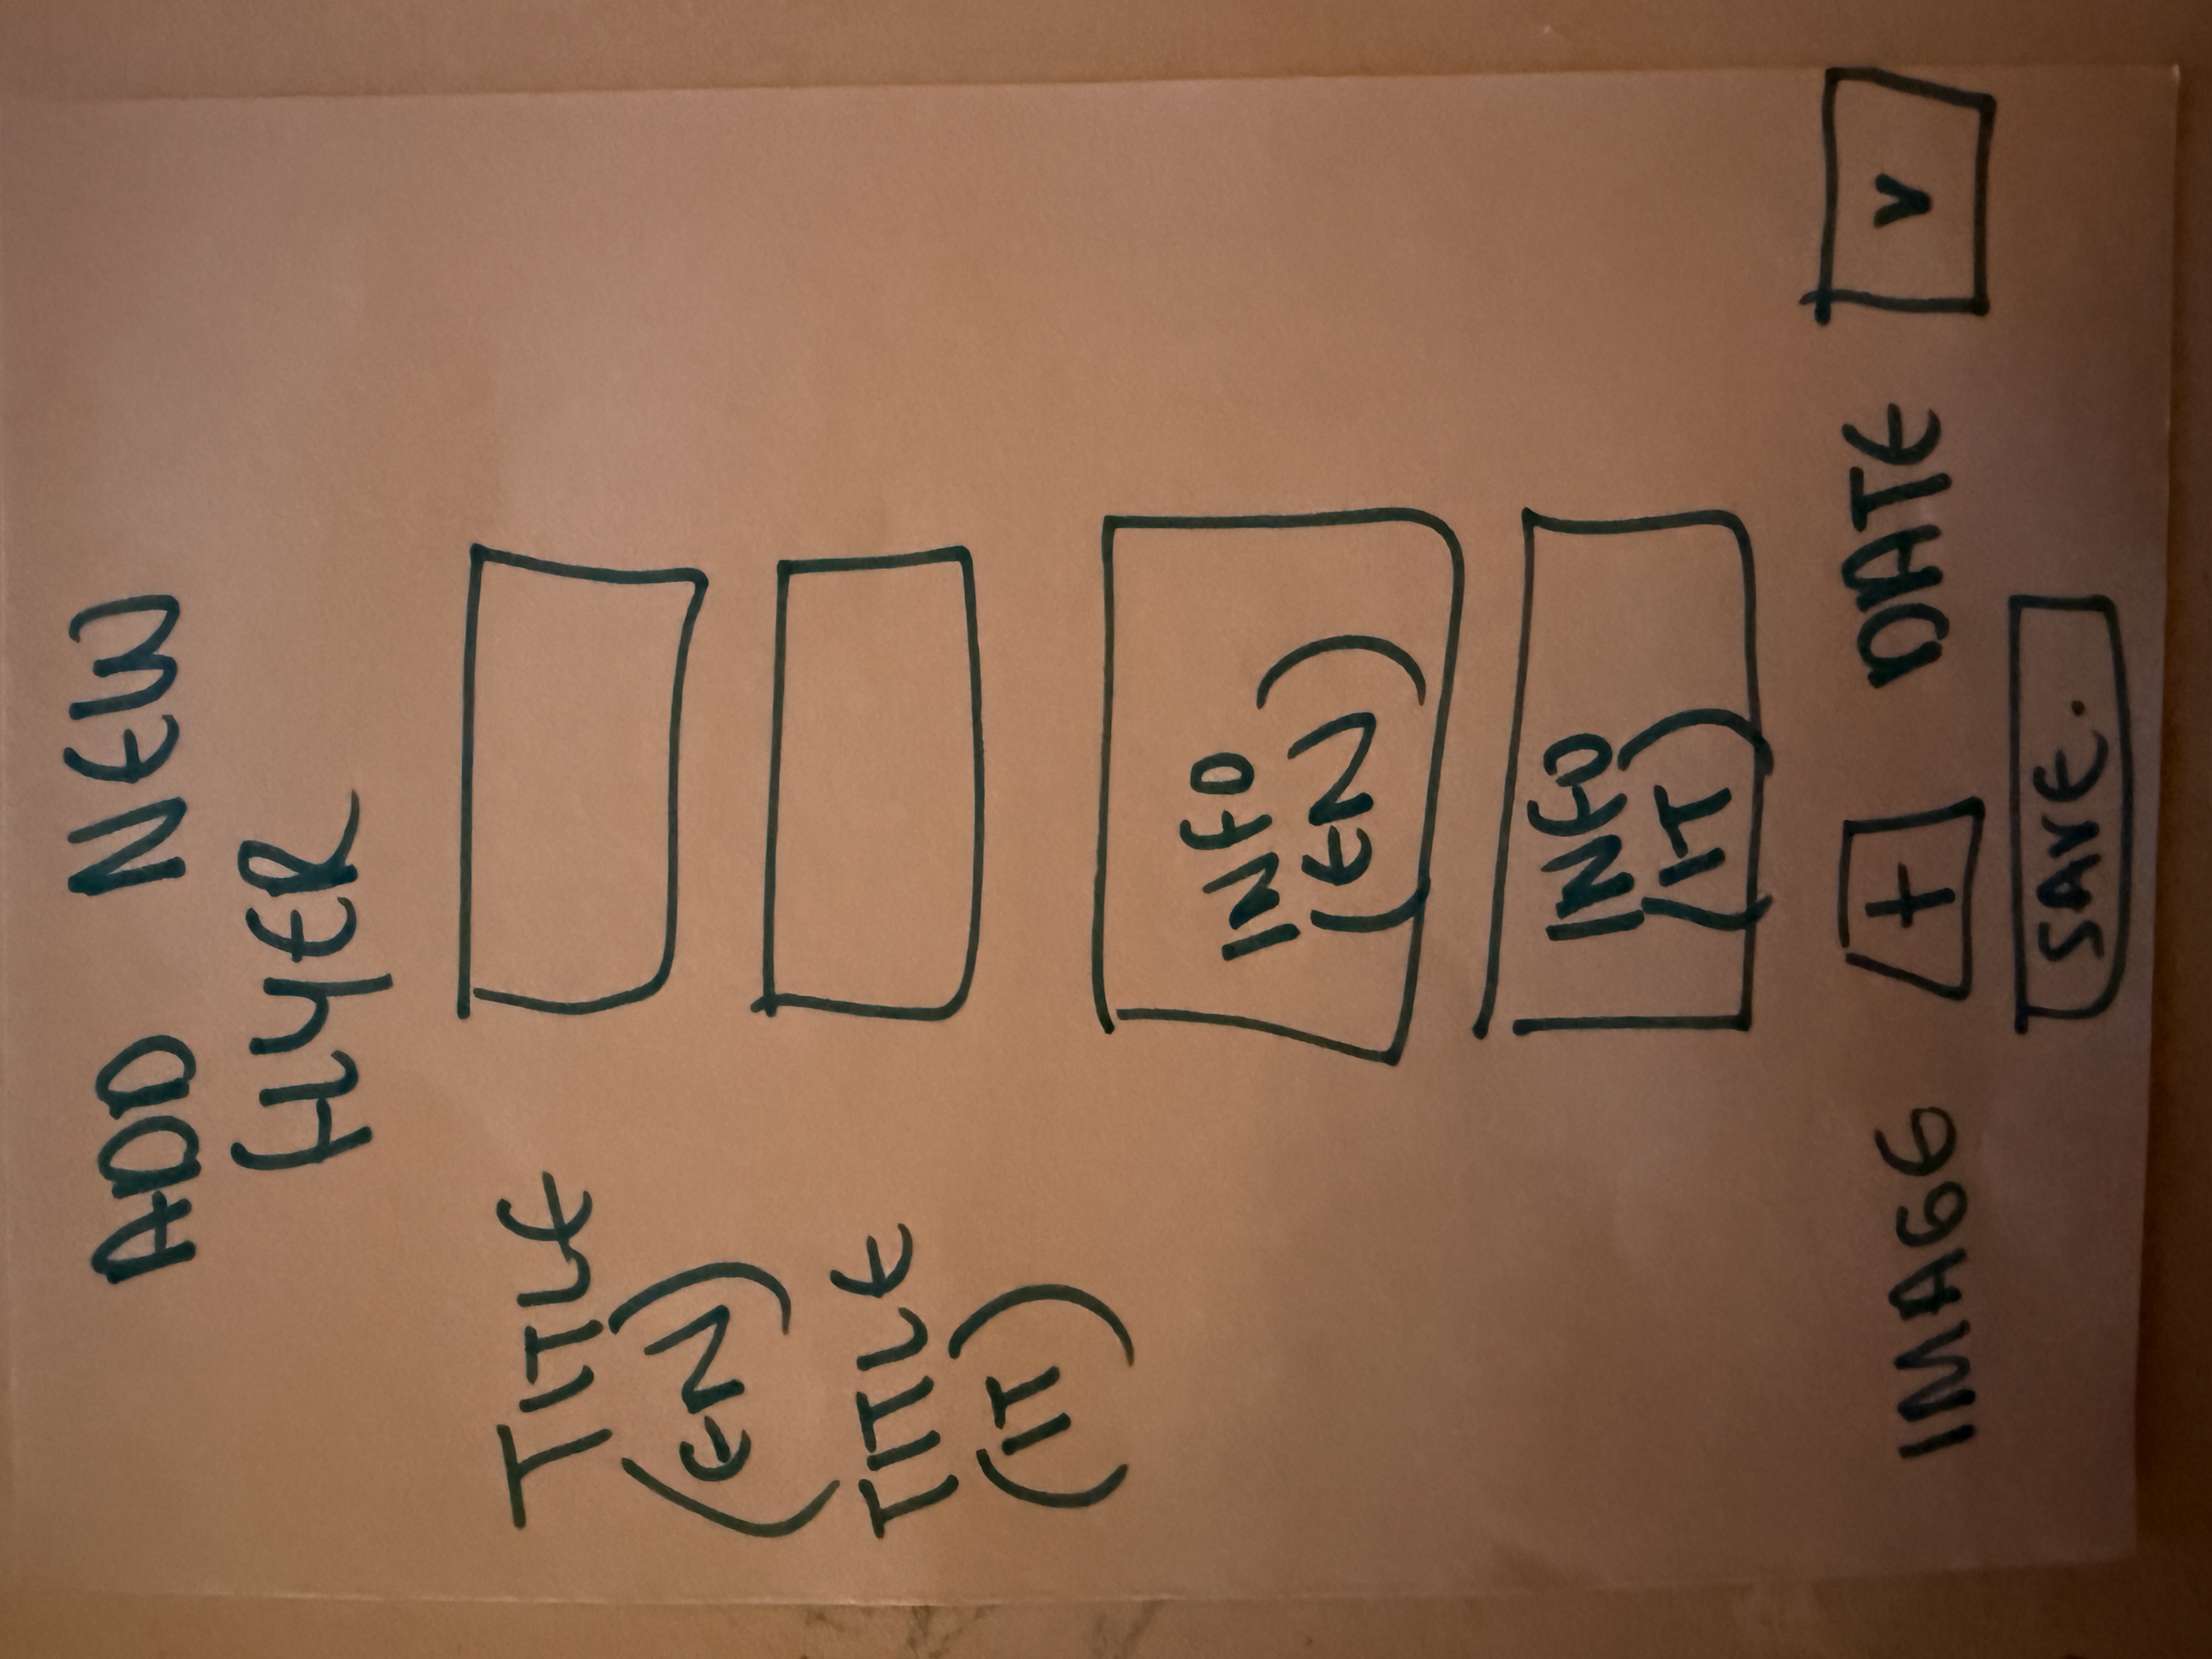 ADD NEW
FLYER
TITLE
(EN)
TITLE
(IT)
INFO
(EN)
INFO
(IT)
IMAGE + DATE v
SAVE.